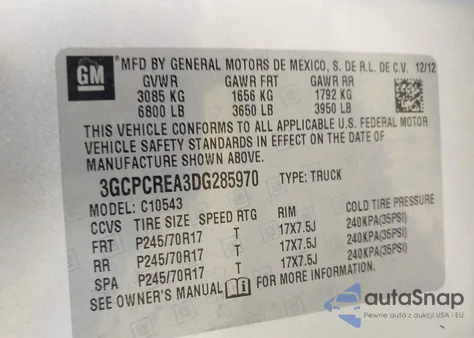 GM
MFD BY GENERAL MOTORS DE MEXICO, S. DE R.L. DE C.V. 12/12
GVWR GAWR FRT GAWR RR
3085 KG 1656 KG 1792 KG
6800 LB 3650 LB 3950 LB
THIS VEHICLE CONFORMS TO ALL APPLICABLE U.S. FEDERAL MOTOR
VEHICLE SAFETY STANDARDS IN EFFECT ON THE DATE OF
MANUFACTURE SHOWN ABOVE.
3GCPCREA3DG285970 TYPE: TRUCK
MODEL: C10543
CCVS TIRE SIZE SPEED RTG RIM COLD TIRE PRESSURE
FRT P245/70R17 T 17X7.5J 240KPA(35PSI)
RR P245/70R17 T 17X7.5J 240KPA(35PSI)
SPA P245/70R17 T 17X7.5J 240KPA(35PSI)
SEE OWNER'S MANUAL FOR MORE INFORMATION.
autoSnap
Pewne auta z aukcji USA i EU